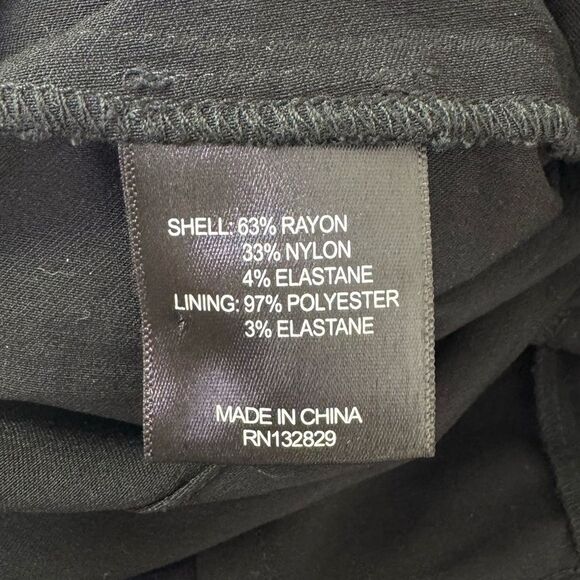 SHELL: 63% RAYON
33% NYLON
4% ELASTANE
LINING: 97% POLYESTER
3% ELASTANE
MADE IN CHINA
RN132829